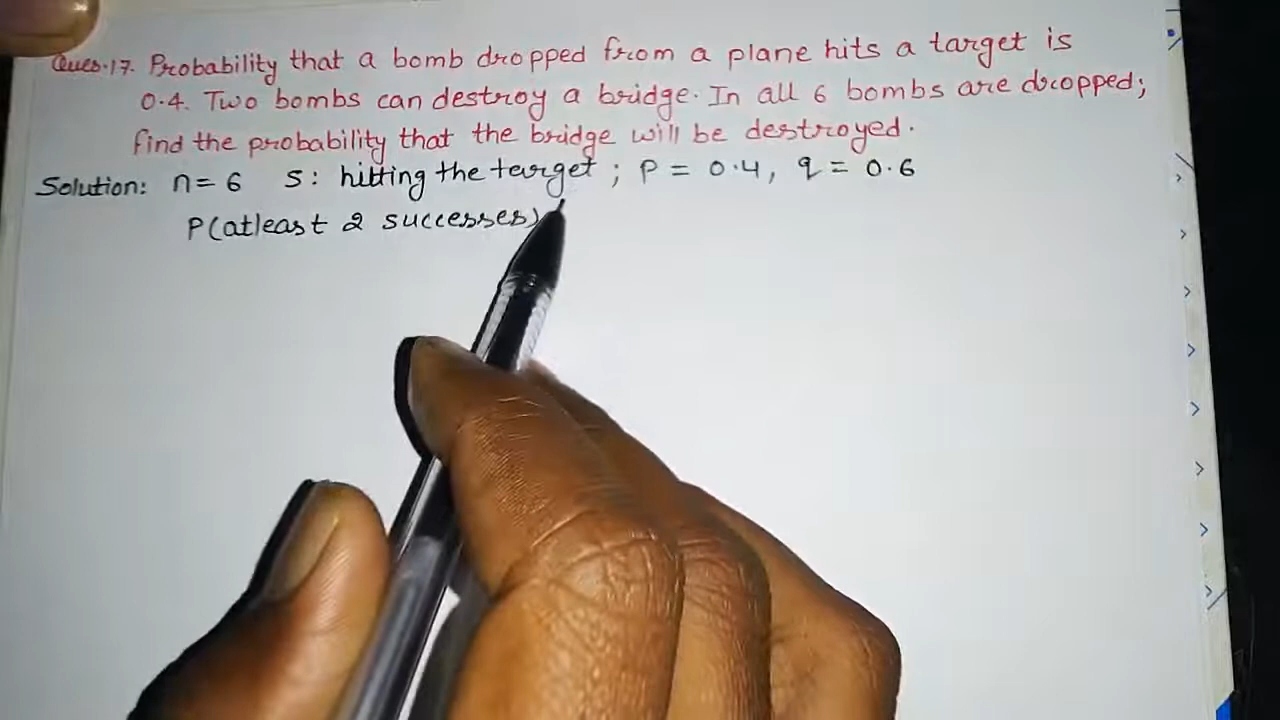 Ques.17. Probability that a bomb dropped from a plane hits a target is
0.4. Two bombs can destroy a bridge. In all 6 bombs are dropped;
find the probability that the bridge will be destroyed.
Solution: n = 6 S: hitting the target ; p = 0.4, q = 0.6
P(atleast 2 successes)